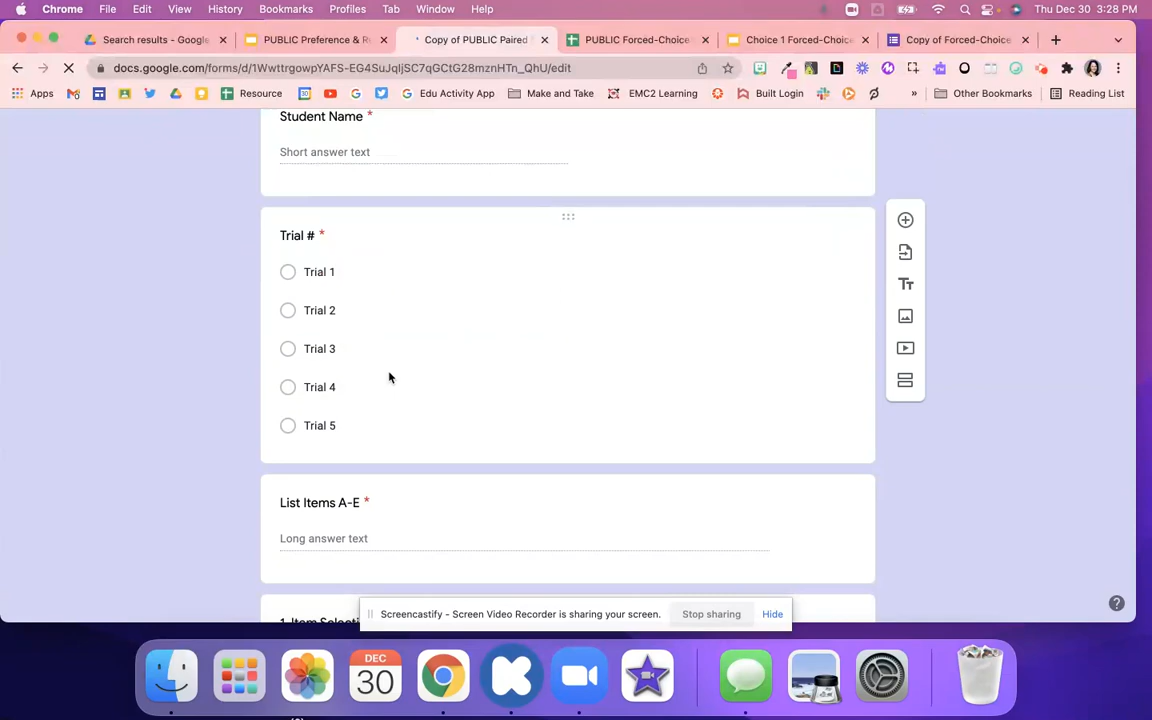 Chrome File Edit View History Bookmarks Profiles Tab Window Help Thu Dec 30 3:28 PM
Search results - Google PUBLIC Preference & R Copy of PUBLIC Paired PUBLIC Forced-Choice Choice 1 Forced-Choice Copy of Forced-Choice
docs.google.com/forms/d/1WwttrgowpYAFS-EG4SuJqIjSC7qGCtG28mznHTn_QhU/edit
Apps Resource Edu Activity App Make and Take EMC2 Learning Built Login » Other Bookmarks Reading List
Student Name *
Short answer text
Trial # *
Trial 1
Trial 2
Trial 3
Trial 4
Trial 5
List Items A-E *
Long answer text
Screencastify - Screen Video Recorder is sharing your screen. Stop sharing Hide
DEC
30